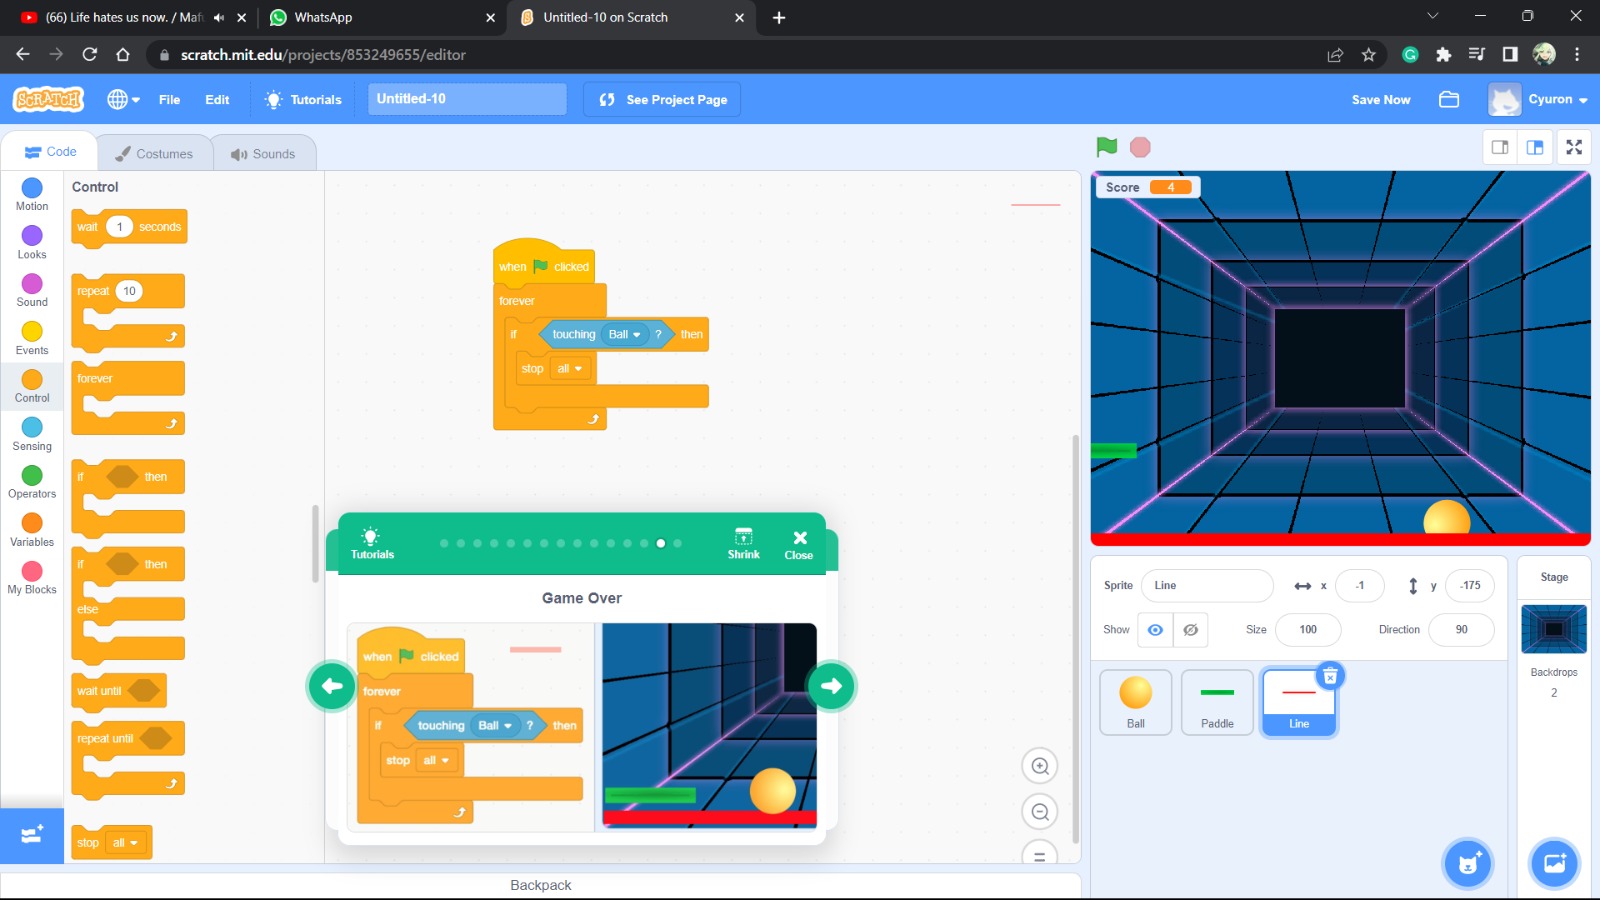 (66) Life hates us now. / Maf
WhatsApp
Untitled-10 on Scratch
scratch.mit.edu/projects/853249655/editor
SCRATCH
File
Edit
Tutorials
Untitled-10
See Project Page
Save Now
Cyuron
Code
Costumes
Sounds
Motion
Looks
Sound
Events
Control
Sensing
Operators
Variables
My Blocks
Control
wait 1 seconds
repeat 10
forever
if then
if then
else
wait until
repeat until
stop all
when clicked
forever
if touching Ball ? then
stop all
Tutorials
Shrink
Close
Game Over
when clicked
forever
if touching Ball ? then
stop all
Backpack
Score 4
Sprite Line x -1 y -175
Show Size 100 Direction 90
Ball
Paddle
Line
Stage
Backdrops
2